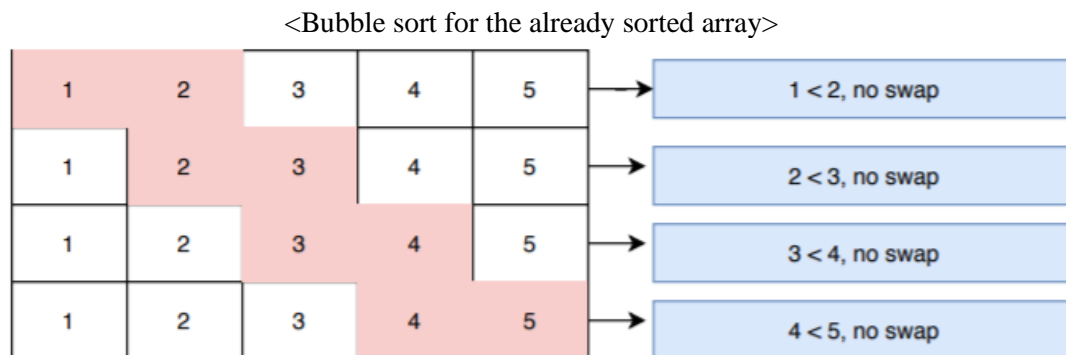 <Bubble sort for the already sorted array>
1 2 3 4 5 1 < 2, no swap
1 2 3 4 5 2 < 3, no swap
1 2 3 4 5 3 < 4, no swap
1 2 3 4 5 4 < 5, no swap